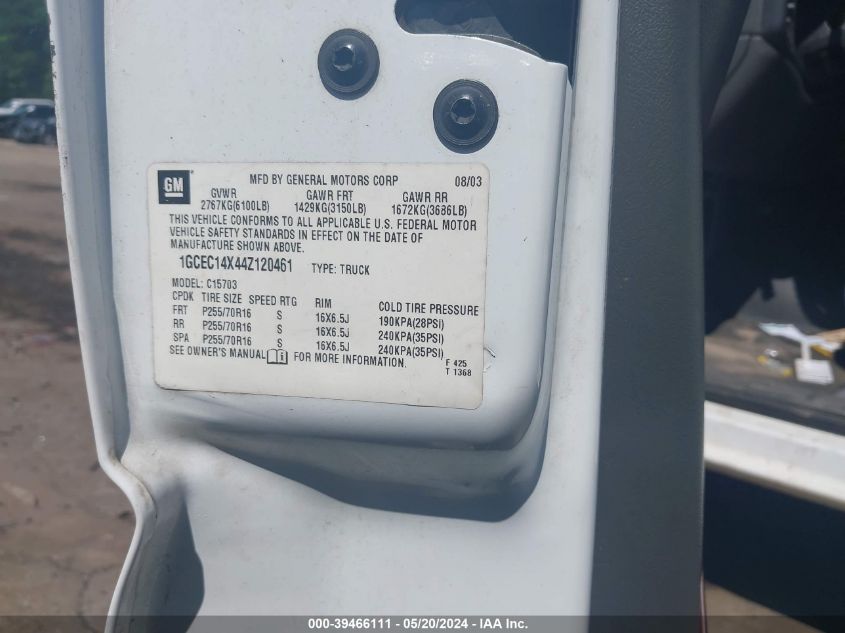 GM
MFD BY GENERAL MOTORS CORP 08/03
GVWR GAWR FRT GAWR RR
2767KG(6100LB) 1429KG(3150LB) 1672KG(3686LB)
THIS VEHICLE CONFORMS TO ALL APPLICABLE U.S. FEDERAL MOTOR
VEHICLE SAFETY STANDARDS IN EFFECT ON THE DATE OF
MANUFACTURE SHOWN ABOVE.
1GCEC14X44Z120461 TYPE: TRUCK
MODEL: C15703
CPDK TIRE SIZE SPEED RTG RIM COLD TIRE PRESSURE
FRT P255/70R16 S 16X6.5J 190KPA(28PSI)
RR P255/70R16 S 16X6.5J 240KPA(35PSI)
SPA P255/70R16 S 16X6.5J 240KPA(35PSI)
SEE OWNER'S MANUAL FOR MORE INFORMATION.
F 425
T 1368
000-39466111 - 05/20/2024 - IAA Inc.